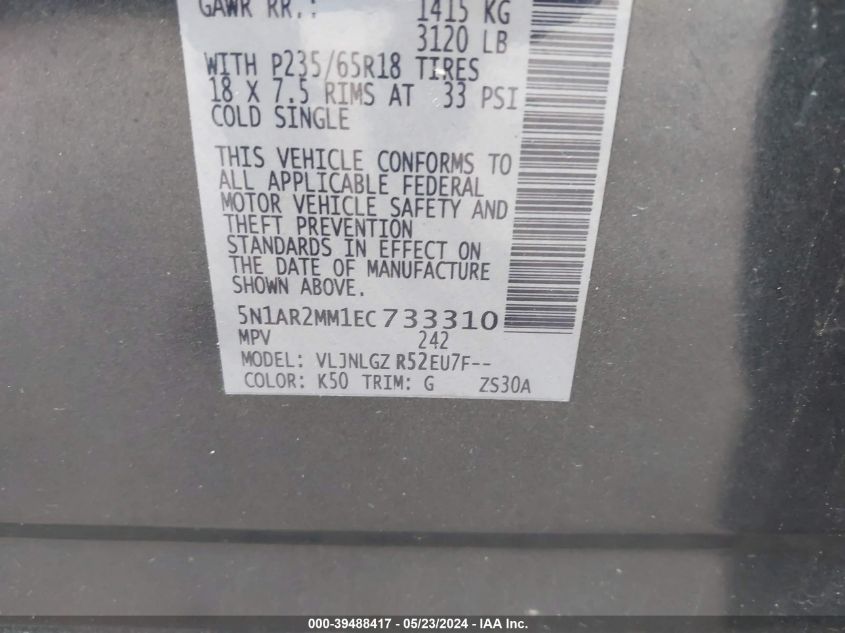 GAWR RR.: 1415 KG
3120 LB
WITH P235/65R18 TIRES
18 X 7.5 RIMS AT 33 PSI
COLD SINGLE
THIS VEHICLE CONFORMS TO
ALL APPLICABLE FEDERAL
MOTOR VEHICLE SAFETY AND
THEFT PREVENTION
STANDARDS IN EFFECT ON
THE DATE OF MANUFACTURE
SHOWN ABOVE.
5N1AR2MM1EC733310
MPV 242
MODEL: VLJNLGZ R52EU7F--
COLOR: K50 TRIM: G ZS30A
000-39488417 - 05/23/2024 - IAA Inc.